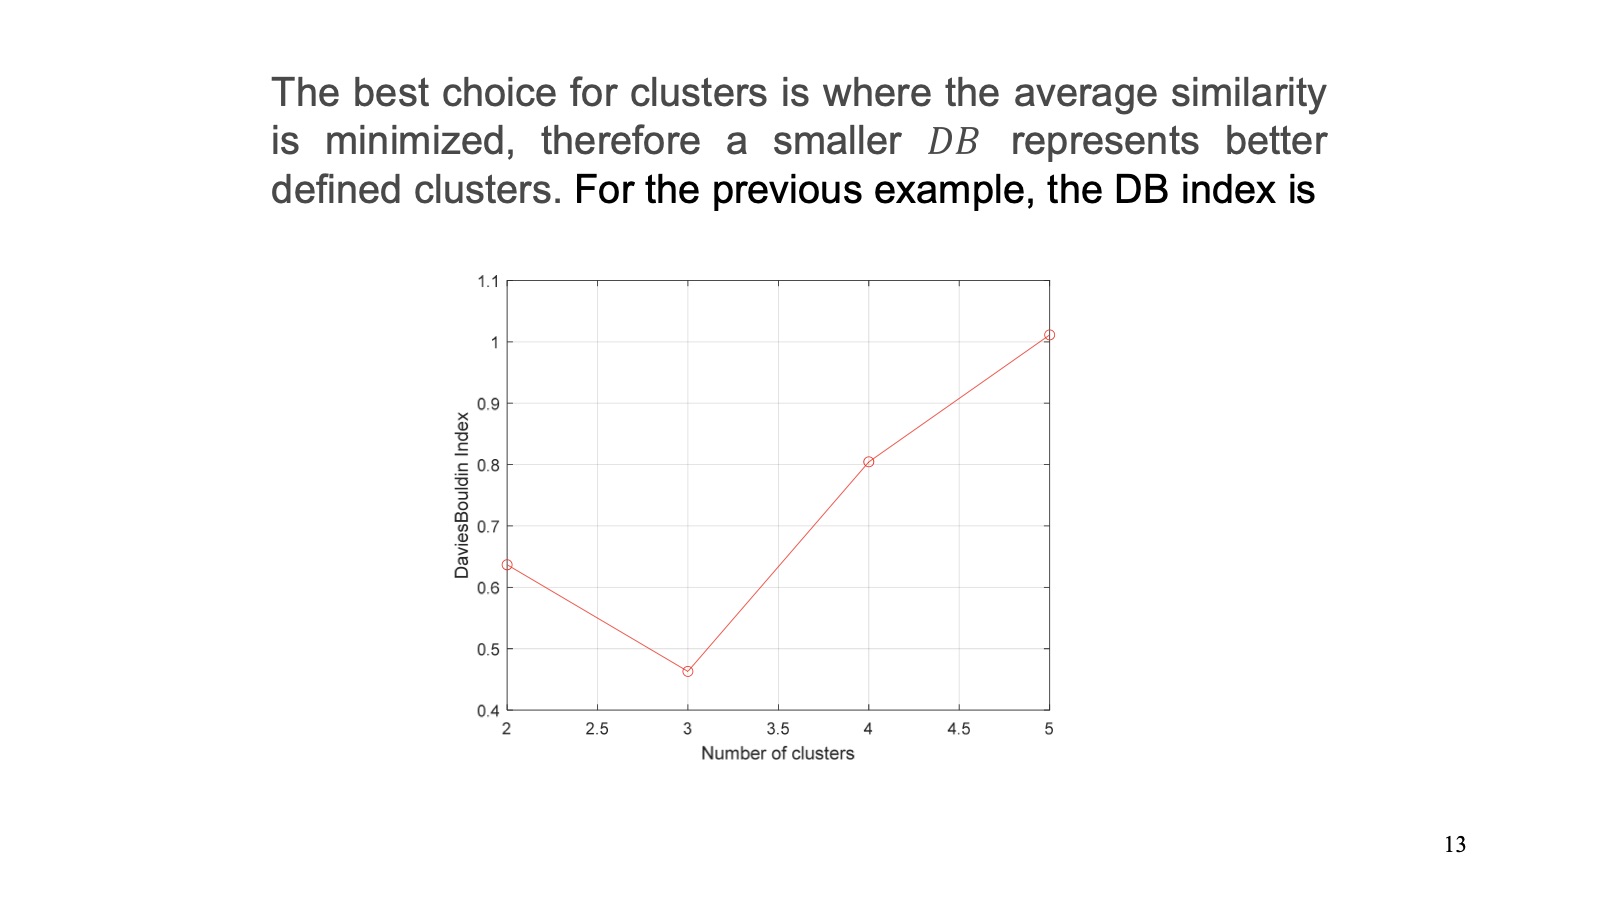 The best choice for clusters is where the average similarity
is minimized, therefore a smaller DB represents better
defined clusters. For the previous example, the DB index is
1.1
1
0.9
0.8
0.7
0.6
0.5
0.4
DaviesBouldin Index
2 2.5 3 3.5 4 4.5 5
Number of clusters
13